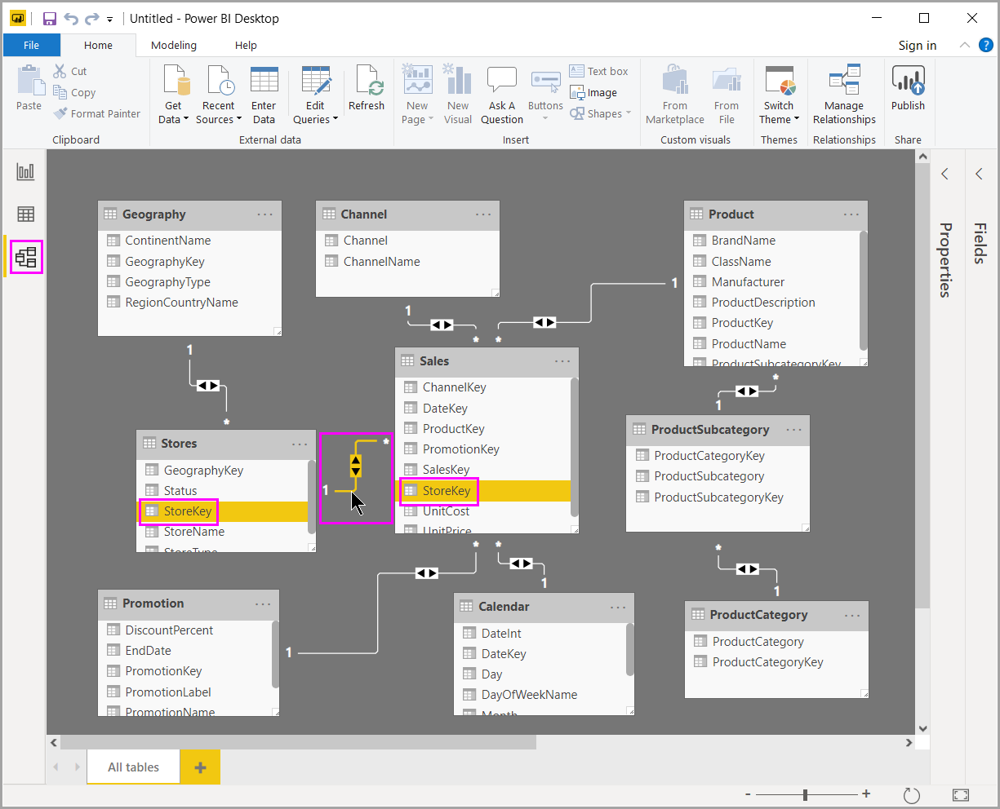 Untitled - Power BI Desktop
File Home Modeling Help Sign in ?
Paste
Cut
Copy
Format Painter
Clipboard
Get Data
Recent Sources
Enter Data
Edit Queries
Refresh
External data
New Page
New Visual
Ask A Question
Buttons
Text box
Image
Shapes
Insert
From Marketplace
From File
Custom visuals
Switch Theme
Themes
Manage Relationships
Relationships
Publish
Share
Geography
ContinentName
GeographyKey
GeographyType
RegionCountryName
1
*
Channel
Channel
ChannelName
1
*
Product
BrandName
ClassName
Manufacturer
ProductDescription
ProductKey
ProductName
ProductSubcategoryKey
1
*
Properties
Fields
Sales
ChannelKey
DateKey
ProductKey
PromotionKey
SalesKey
StoreKey
UnitCost
UnitPrice
*
1
ProductSubcategory
ProductCategoryKey
ProductSubcategory
ProductSubcategoryKey
Stores
GeographyKey
Status
StoreKey
StoreName
StoreType
*
1
*
1
Promotion
DiscountPercent
EndDate
PromotionKey
PromotionLabel
PromotionName
1
*
*
1
Calendar
DateInt
DateKey
Day
DayOfWeekName
Month
*
1
ProductCategory
ProductCategory
ProductCategoryKey
All tables +
- +